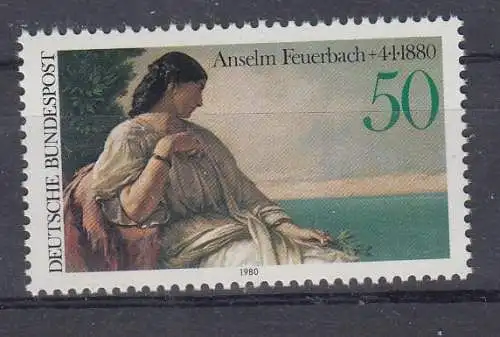 Anselm Feuerbach +4·1·1880
50
DEUTSCHE BUNDESPOST
1980